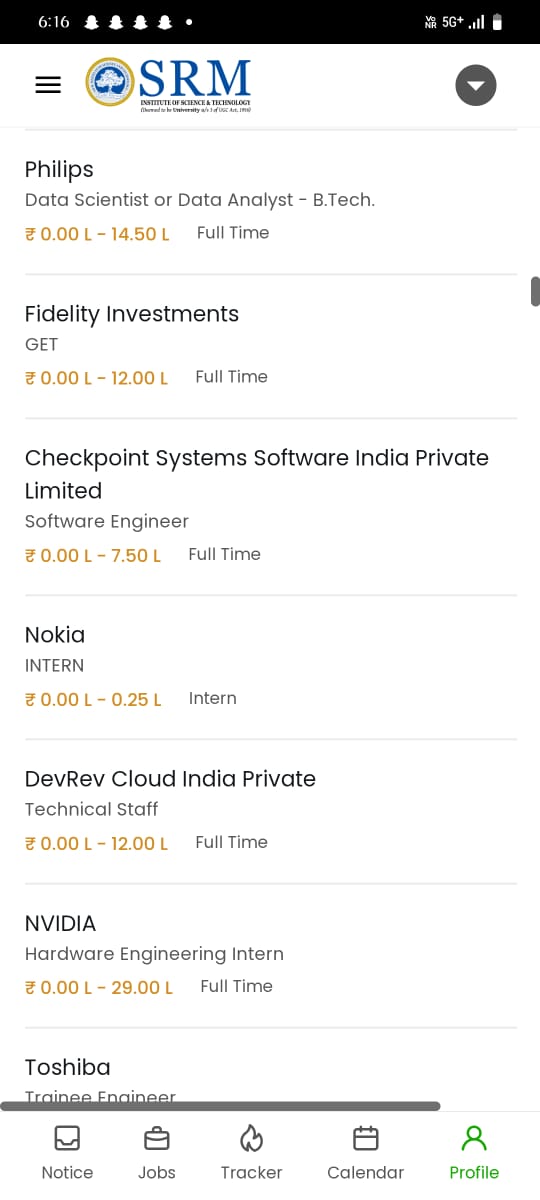 6:16
Vo NR 5G+
SRM
INSTITUTE OF SCIENCE & TECHNOLOGY
(Deemed to be University u/s 3 of UGC Act, 1956)
Philips
Data Scientist or Data Analyst - B.Tech.
₹ 0.00 L - 14.50 L Full Time
Fidelity Investments
GET
₹ 0.00 L - 12.00 L Full Time
Checkpoint Systems Software India Private
Limited
Software Engineer
₹ 0.00 L - 7.50 L Full Time
Nokia
INTERN
₹ 0.00 L - 0.25 L Intern
DevRev Cloud India Private
Technical Staff
₹ 0.00 L - 12.00 L Full Time
NVIDIA
Hardware Engineering Intern
₹ 0.00 L - 29.00 L Full Time
Toshiba
Trainee Engineer
Notice Jobs Tracker Calendar Profile